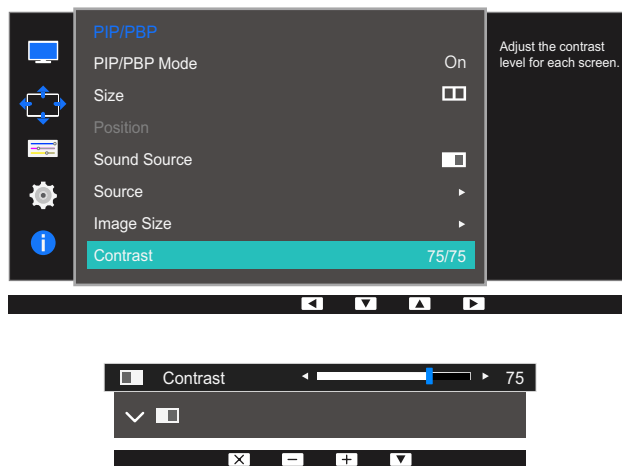 PIP/PBP
PIP/PBP Mode On
Size
Position
Sound Source
Source
Image Size
Contrast 75/75
Adjust the contrast
level for each screen.
Contrast 75